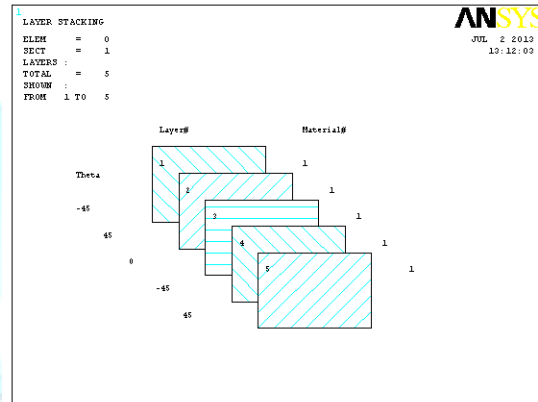 1
LAYER STACKING
ANSYS
ELEM = 0
JUL 2 2013
SECT = 1
13:12:03
LAYERS :
TOTAL = 5
SHOWN :
FROM 1 TO 5
Layer# Material#
1 1
Theta
2 1
-45
3 1
45
4 1
0
5 1
-45
45